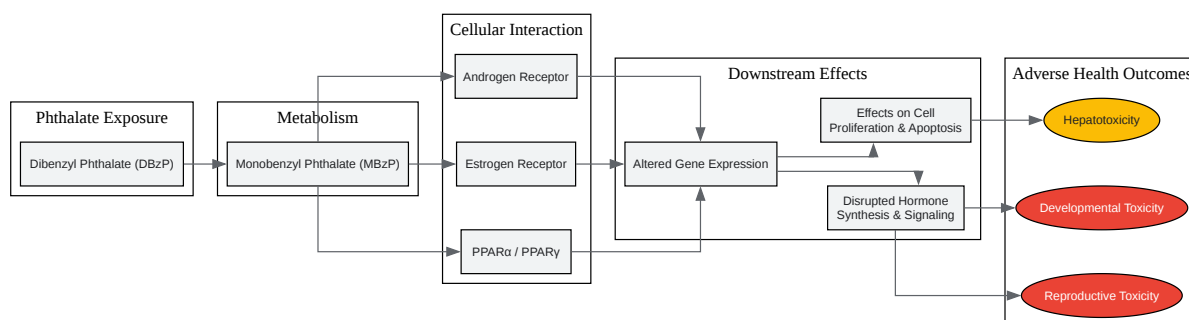 Phthalate Exposure
Dibenzyl Phthalate (DBzP)
Metabolism
Monobenzyl Phthalate (MBzP)
Cellular Interaction
Androgen Receptor
Estrogen Receptor
PPARα / PPARγ
Downstream Effects
Altered Gene Expression
Effects on Cell
Proliferation & Apoptosis
Disrupted Hormone
Synthesis & Signaling
Adverse Health Outcomes
Hepatotoxicity
Developmental Toxicity
Reproductive Toxicity